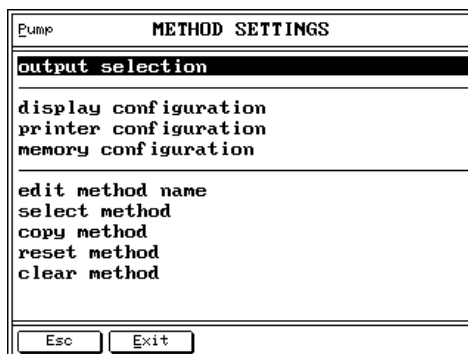 Pump METHOD SETTINGS
output selection
display configuration
printer configuration
memory configuration
edit method name
select method
copy method
reset method
clear method
Esc Exit